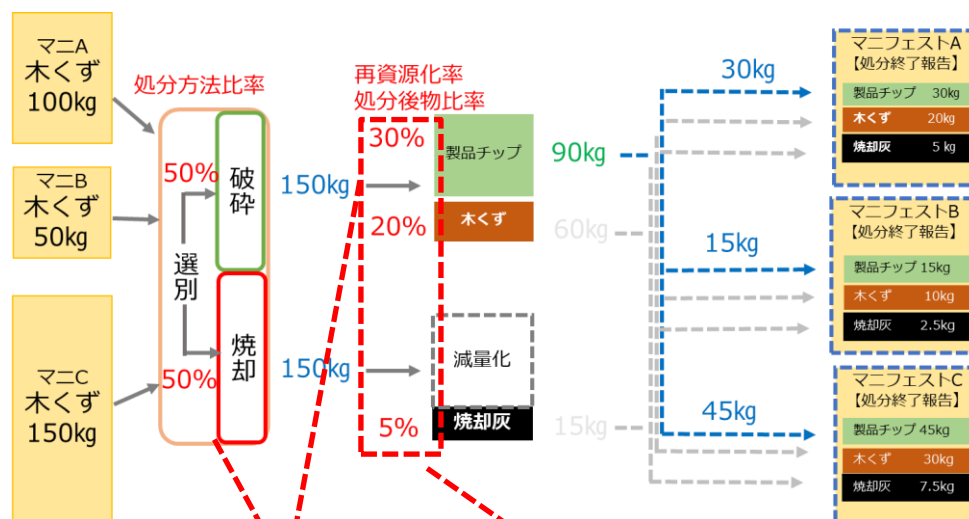 マニA
木くず
100kg
マニB
木くず
50kg
マニC
木くず
150kg
処分方法比率
50%
破砕
選別
50%
焼却
150kg
150kg
再資源化率
処分後物比率
30%
製品チップ
20%
木くず
減量化
5%
焼却灰
90kg
60kg
15kg
30kg
15kg
45kg
マニフェストA
【処分終了報告】
製品チップ 30kg
木くず 20kg
焼却灰 5 kg
マニフェストB
【処分終了報告】
製品チップ 15kg
木くず 10kg
焼却灰 2.5kg
マニフェストC
【処分終了報告】
製品チップ 45kg
木くず 30kg
焼却灰 7.5kg